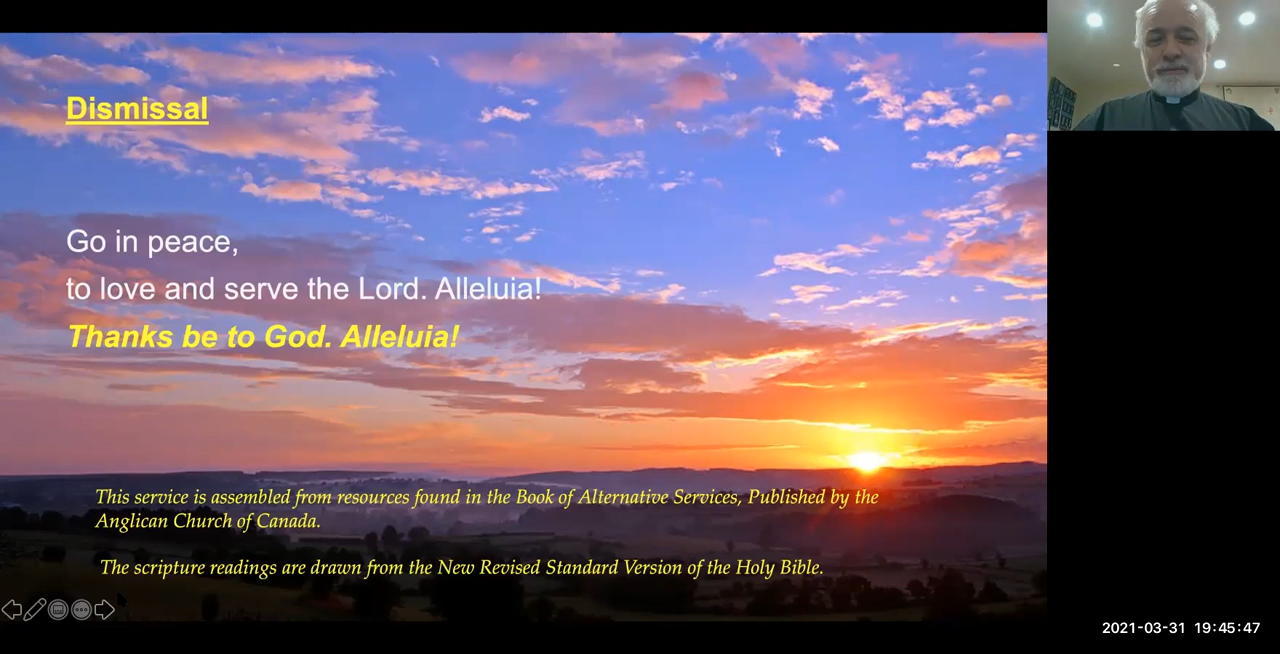 Dismissal
Go in peace,
to love and serve the Lord. Alleluia!
Thanks be to God. Alleluia!
This service is assembled from resources found in the Book of Alternative Services, Published by the
Anglican Church of Canada.
The scripture readings are drawn from the New Revised Standard Version of the Holy Bible.
2021-03-31 19:45:47